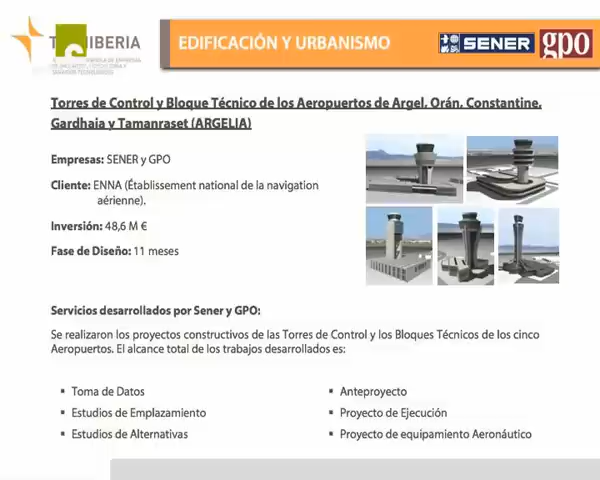 IBERIA
EDIFICACIÓN Y URBANISMO
SENER
gpo
Torres de Control y Bloque Técnico de los Aeropuertos de Argel, Orán, Constantine,
Gardhaia y Tamanraset (ARGELIA)
Empresas: SENER y GPO
Cliente: ENNA (Établissement national de la navigation
aérienne).
Inversión: 48,6 M €
Fase de Diseño: 11 meses
Servicios desarrollados por Sener y GPO:
Se realizaron los proyectos constructivos de las Torres de Control y los Bloques Técnicos de los cinco
Aeropuertos. El alcance total de los trabajos desarrollados es:
▪ Toma de Datos
▪ Estudios de Emplazamiento
▪ Estudios de Alternativas
▪ Anteproyecto
▪ Proyecto de Ejecución
▪ Proyecto de equipamiento Aeronáutico